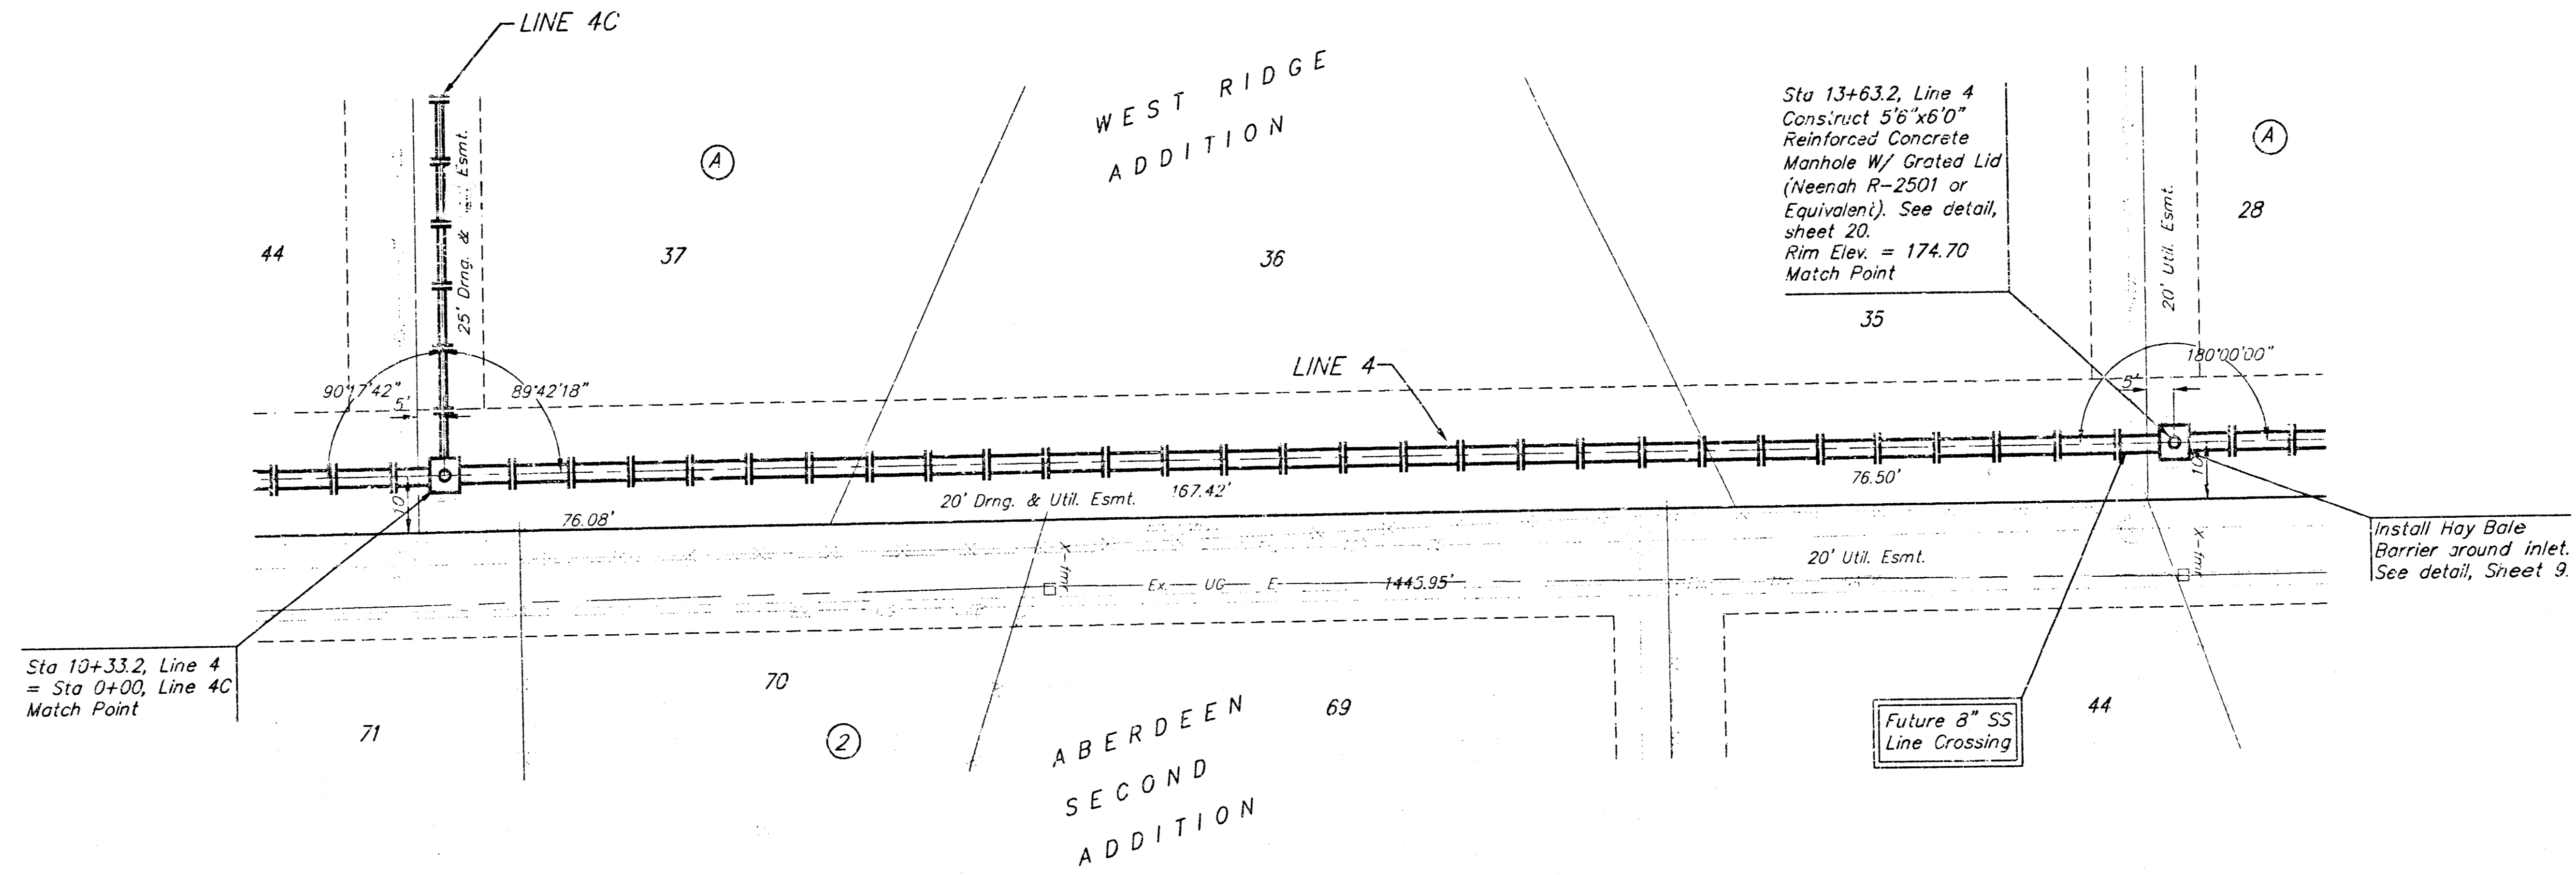 LINE 4C
WEST RIDGE
ADDITION
Sta 13+63.2, Line 4
Construct 5'6"x6'0"
Reinforced Concrete
Manhole W/ Grated Lid
(Neenah R-2501 or
Equivalent). See detail,
sheet 20.
Rim Elev. = 174.70
Match Point
A
A
25' Drng. & Esmt.
20' Util. Esmt.
44
37
36
28
35
LINE 4
90°17'42"
5'
89°42'18"
5'
180°00'00"
10'
10'
76.08'
20' Drng. & Util. Esmt.
167.42'
76.50'
X-fmr
X-fmr
20' Util. Esmt.
Ex. UG E 1445.95'
Install Hay Bale
Barrier around inlet.
See detail, Sheet 9.
Sta 10+33.2, Line 4
= Sta 0+00, Line 4C
Match Point
71
70
2
69
44
ABERDEEN
SECOND
ADDITION
Future 8" SS
Line Crossing